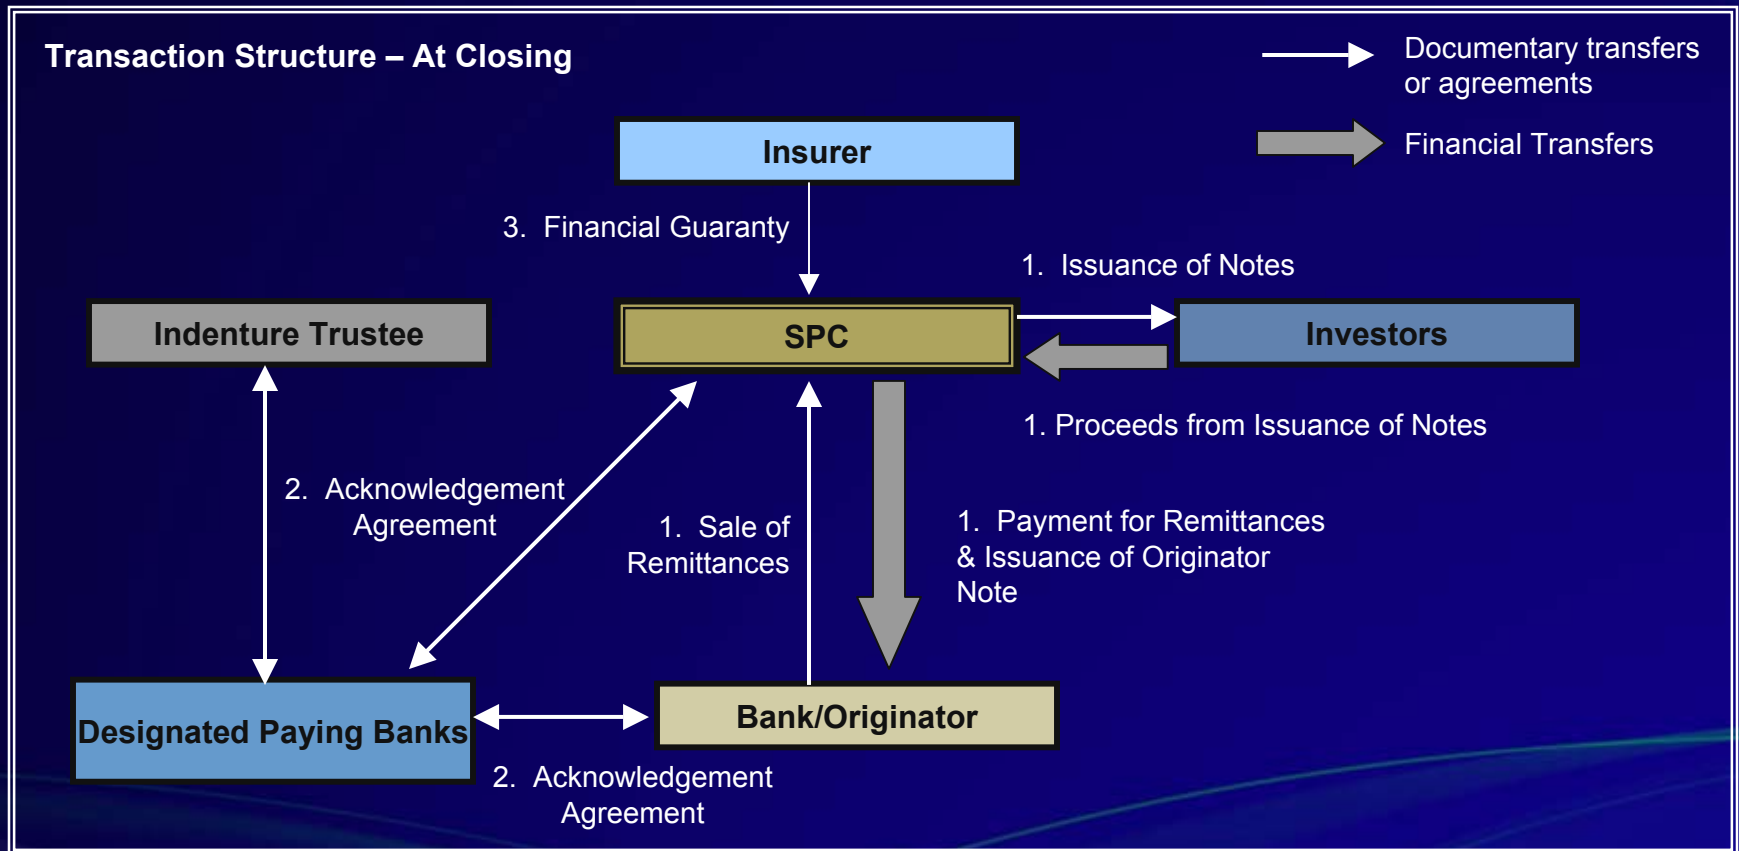 Transaction Structure – At Closing
Documentary transfers
or agreements
Financial Transfers
Insurer
3. Financial Guaranty
1. Issuance of Notes
Indenture Trustee
SPC
Investors
1. Proceeds from Issuance of Notes
2. Acknowledgement
Agreement
1. Sale of
Remittances
1. Payment for Remittances
& Issuance of Originator
Note
Designated Paying Banks
Bank/Originator
2. Acknowledgement
Agreement